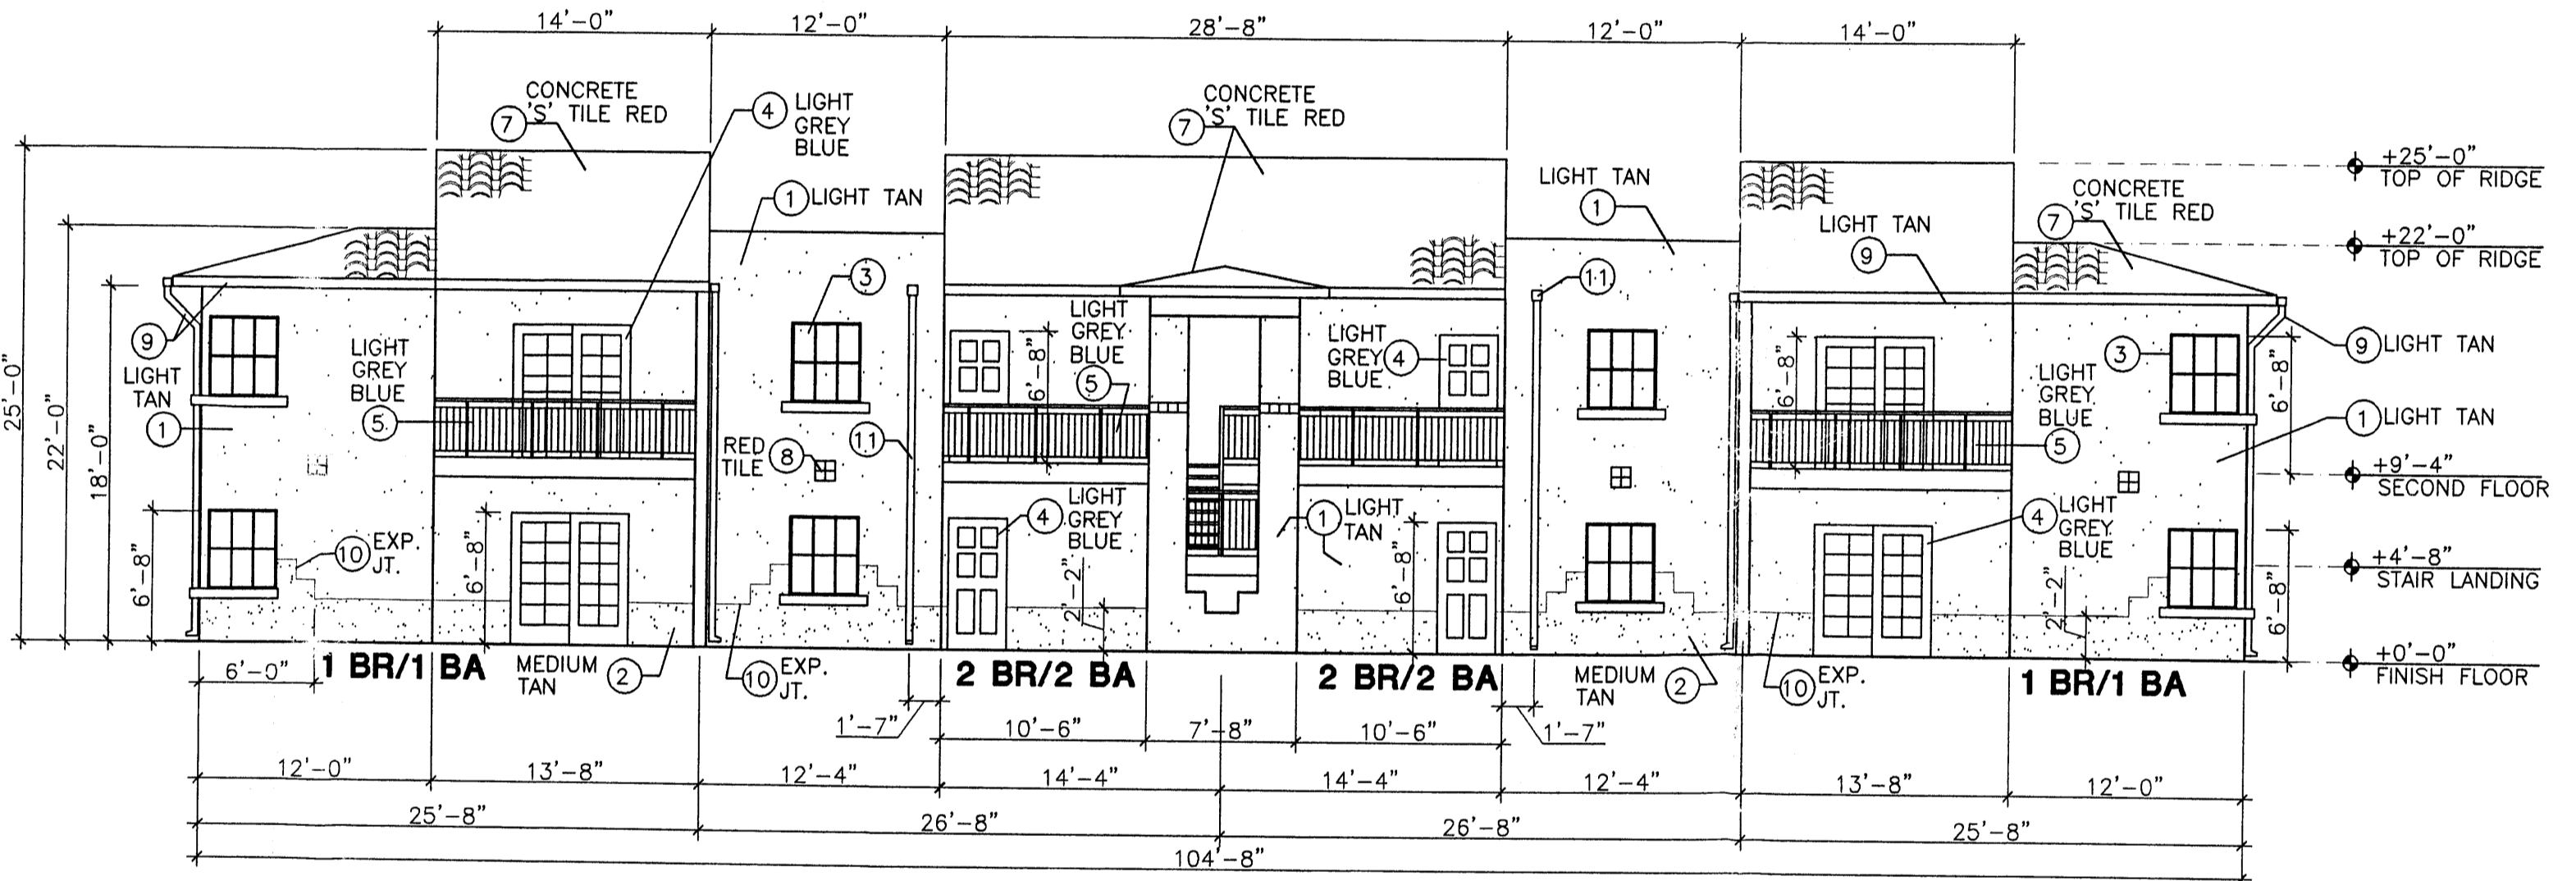 14'-0" 12'-0" 28'-8" 12'-0" 14'-0"
CONCRETE
'S' TILE RED
7
4 LIGHT
GREY
BLUE
1 LIGHT TAN
3
CONCRETE
'S' TILE RED
7
LIGHT TAN
1
11
LIGHT TAN
9
CONCRETE
'S' TILE RED
7
+25'-0"
TOP OF RIDGE
+22'-0"
TOP OF RIDGE
25'-0"
22'-0"
18'-0"
9
LIGHT
TAN
1
LIGHT
GREY
BLUE
5
6'-8"
10 EXP.
JT.
6'-8"
RED
TILE 8
11
LIGHT
GREY
BLUE
5
6'-8"
LIGHT
GREY
BLUE
4
4 LIGHT
GREY
BLUE
2'-2"
1 LIGHT
TAN
6'-8"
6'-8"
LIGHT
GREY
BLUE
5
3
6'-8"
9 LIGHT TAN
1 LIGHT TAN
4 LIGHT
GREY
BLUE
2'-2"
6'-8"
+9'-4"
SECOND FLOOR
+4'-8"
STAIR LANDING
+0'-0"
FINISH FLOOR
6'-0"
1 BR/1 BA
MEDIUM
TAN
2
10 EXP.
JT.
2 BR/2 BA
2 BR/2 BA
MEDIUM
TAN
2
10 EXP.
JT.
1 BR/1 BA
1'-7" 10'-6" 7'-8" 10'-6" 1'-7"
12'-0" 13'-8" 12'-4" 14'-4" 14'-4" 12'-4" 13'-8" 12'-0"
25'-8" 26'-8" 26'-8" 25'-8"
104'-8"